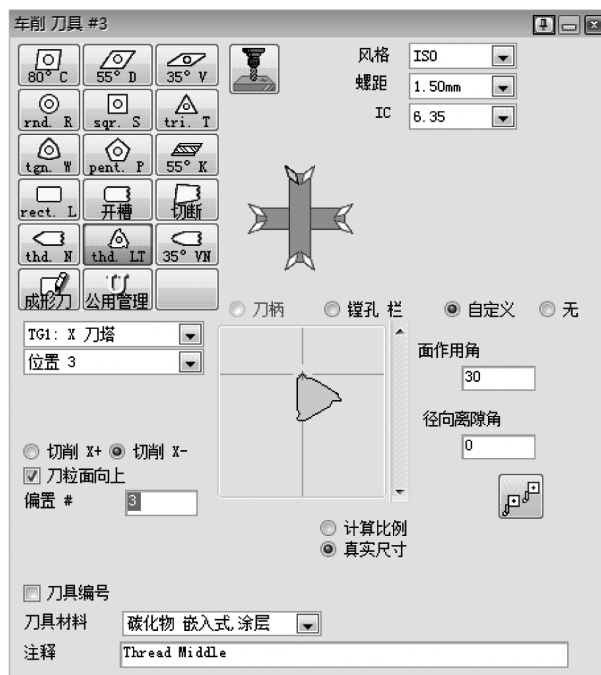 车削 刀具 #3
80° C
55° D
35° V
rnd. R
sqr. S
tri. T
tgn. W
pent. P
55° K
rect. L
开槽
切断
thd. N
thd. LT
35° VN
成形刀
公用管理
风格
ISO
螺距
1.50mm
IC
6.35
刀柄
镗孔 栏
自定义
无
TG1: X 刀塔
位置 3
面作用角
30
径向离隙角
0
切削 X+
切削 X-
刀粒面向上
偏置 #
3
计算比例
真实尺寸
刀具编号
刀具材料
碳化物 嵌入式,涂层
注释
Thread Middle